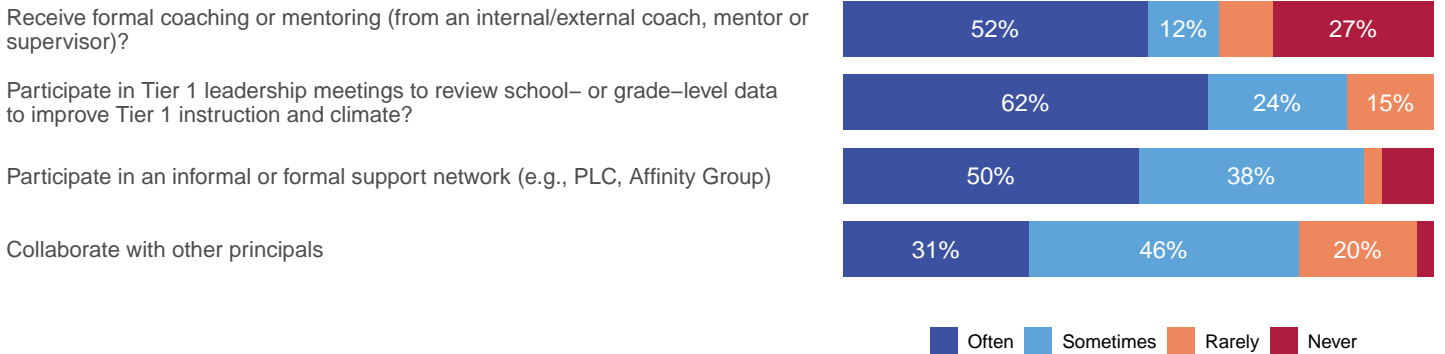 Receive formal coaching or mentoring (from an internal/external coach, mentor or
supervisor)?
52% 12% 27%
Participate in Tier 1 leadership meetings to review school− or grade−level data
to improve Tier 1 instruction and climate?
62% 24% 15%
Participate in an informal or formal support network (e.g., PLC, Affinity Group)
50% 38%
Collaborate with other principals
31% 46% 20%
Often Sometimes Rarely Never